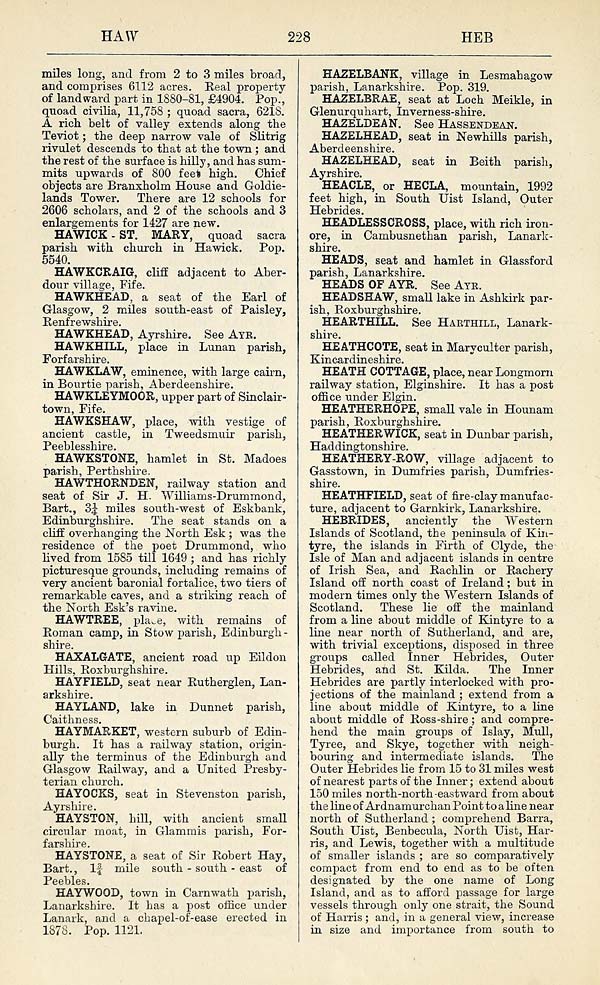 HAW 228 HEB
miles long, and from 2 to 3 miles broad,
and comprises 6112 acres. Real property
of landward part in 1880-81, £4904. Pop.,
quoad civilia, 11,758; quoad sacra, 6218.
A rich belt of valley extends along the
Teviot; the deep narrow vale of Slitrig
rivulet descends to that at the town; and
the rest of the surface is hilly, and has sum-
mits upwards of 800 feet high. Chief
objects are Branxholm House and Goldie-
lands Tower. There are 12 schools for
2606 scholars, and 2 of the schools and 3
enlargements for 1427 are new.
HAWICK - ST. MARY, quoad sacra
parish with church in Hawick. Pop.
5540.
HAWKCRAIG, cliff adjacent to Aber-
dour village, Fife.
HAWKHEAD, a seat of the Earl of
Glasgow, 2 miles south-east of Paisley,
Renfrewshire.
HAWKHEAD, Ayrshire. See AYR.
HAWKHILL, place in Lunan parish,
Forfarshire.
HAWKLAW, eminence, with large cairn,
in Bourtie parish, Aberdeenshire.
HAWKLEYMOOR, upper part of Sinclair-
town, Fife.
HAWKSHAW, place, with vestige of
ancient castle, in Tweedsmuir parish,
Peeblesshire.
HAWKSTONE, hamlet in St. Madoes
parish, Perthshire.
HAWTHORNDEN, railway station and
seat of Sir J. H. Williams-Drummond,
Bart., 3¼ miles south-west of Eskbank,
Edinburghshire. The seat stands on a
cliff overhanging the North Esk; was the
residence of the poet Drummond, who
lived from 1585 till 1649; and has richly
picturesque grounds, including remains of
very ancient baronial fortalice, two tiers of
remarkable caves, and a striking reach of
the North Esk's ravine.
HAWTREE, place, with remains of
Roman camp, in Stow parish, Edinburgh-
shire.
HAXALGATE, ancient road up Eildon
Hills, Roxburghshire.
HAYFIELD, seat near Rutherglen, Lan-
arkshire.
HAYLAND, lake in Dunnet parish,
Caithness.
HAYMARKET, western suburb of Edin-
burgh. It has a railway station, origin-
ally the terminus of the Edinburgh and
Glasgow Railway, and a United Presby-
terian church.
HAYOCKS, seat in Stevenston parish,
Ayrshire.
HAYSTON, hill, with ancient small
circular moat, in Glammis parish, For-
farshire.
HAYSTONE, a seat of Sir Robert Hay,
Bart., 1¾ mile south - south - east of
Peebles.
HAYWOOD, town in Carnwath parish,
Lanarkshire. It has a post office under
Lanark, and a chapel-of-ease erected in
1878. Pop. 1121.
HAZELBANK, village in Lesmahagow
parish, Lanarkshire. Pop. 319.
HAZELBRAE, seat at Loch Meikle, in
Glenurquhart, Inverness-shire.
HAZELDEAN. See HASSENDEAN.
HAZELHEAD, seat in Newhills parish,
Aberdeenshire.
HAZELHEAD, seat in Beith parish,
Ayrshire.
HEACLE, or HECLA, mountain, 1992
feet high, in South Uist Island, Outer
Hebrides.
HEADLESSCROSS, place, with rich iron-
ore, in Cambusnethan parish, Lanark-
shire.
HEADS, seat and hamlet in Glassford
parish, Lanarkshire.
HEADS OF AYR. See AYR.
HEADSHAW, small lake in Ashkirk par-
ish, Roxburghshire.
HEARTHILL. See HARTHILL, Lanark-
shire.
HEATHCOTE, seat in Maryculter parish,
Kincardineshire.
HEATH COTTAGE, place, near Longmorn
railway station, Elginshire. It has a post
office under Elgin.
HEATHERHOPE, small vale in Hounam
parish, Roxburghshire.
HEATHERWICK, seat in Dunbar parish,
Haddingtonshire.
HEATHERY-ROW, village adjacent to
Gasstown, in Dumfries parish, Dumfries-
shire.
HEATHFIELD, seat of fire-clay manufac-
ture, adjacent to Garnkirk, Lanarkshire.
HEBRIDES, anciently the Western
Islands of Scotland, the peninsula of Kin-
tyre, the islands in Firth of Clyde, the
Isle of Man and adjacent islands in centre
of Irish Sea, and Rachlin or Rachery
Island off north coast of Ireland; but in
modern times only the Western Islands of
Scotland. These lie off the mainland
from a line about middle of Kintyre to a
line near north of Sutherland, and are,
with trivial exceptions, disposed in three
groups called Inner Hebrides, Outer
Hebrides, and St. Kilda. The Inner
Hebrides are partly interlocked with pro-
jections of the mainland; extend from a
line about middle of Kintyre, to a line
about middle of Ross-shire; and compre-
hend the main groups of Islay, Mull,
Tyree, and Skye, together with neigh-
bouring and intermediate islands. The
Outer Hebrides lie from 15 to 31 miles west
of nearest parts of the Inner; extend about
150 miles north-north-eastward from about
the line of Ardnamurchan Point to a line near
north of Sutherland; comprehend Barra,
South Uist, Benbecula, North Uist, Har-
ris, and Lewis, together with a multitude
of smaller islands; are so comparatively
compact from end to end as to be often
designated by the one name of Long
Island, and as to afford passage for large
vessels through only one strait, the Sound
of Harris; and, in a general view, increase
in size and importance from south to